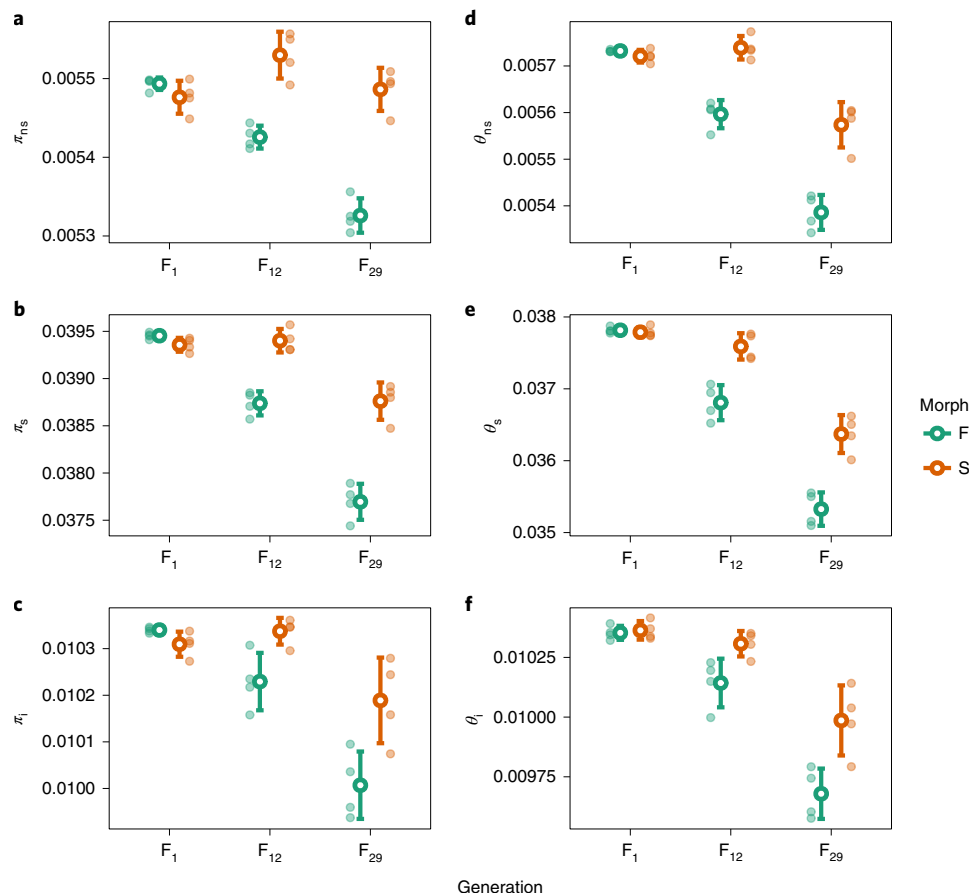 a
π_ns
0.0055
0.0054
0.0053
F₁ F₁₂ F₂₉
d
θ_ns
0.0057
0.0056
0.0055
0.0054
F₁ F₁₂ F₂₉
b
π_s
0.0395
0.0390
0.0385
0.0380
0.0375
F₁ F₁₂ F₂₉
e
θ_s
0.038
0.037
0.036
0.035
F₁ F₁₂ F₂₉
Morph
F
S
c
π_i
0.0103
0.0102
0.0101
0.0100
F₁ F₁₂ F₂₉
f
θ_i
0.01025
0.01000
0.00975
F₁ F₁₂ F₂₉
Generation